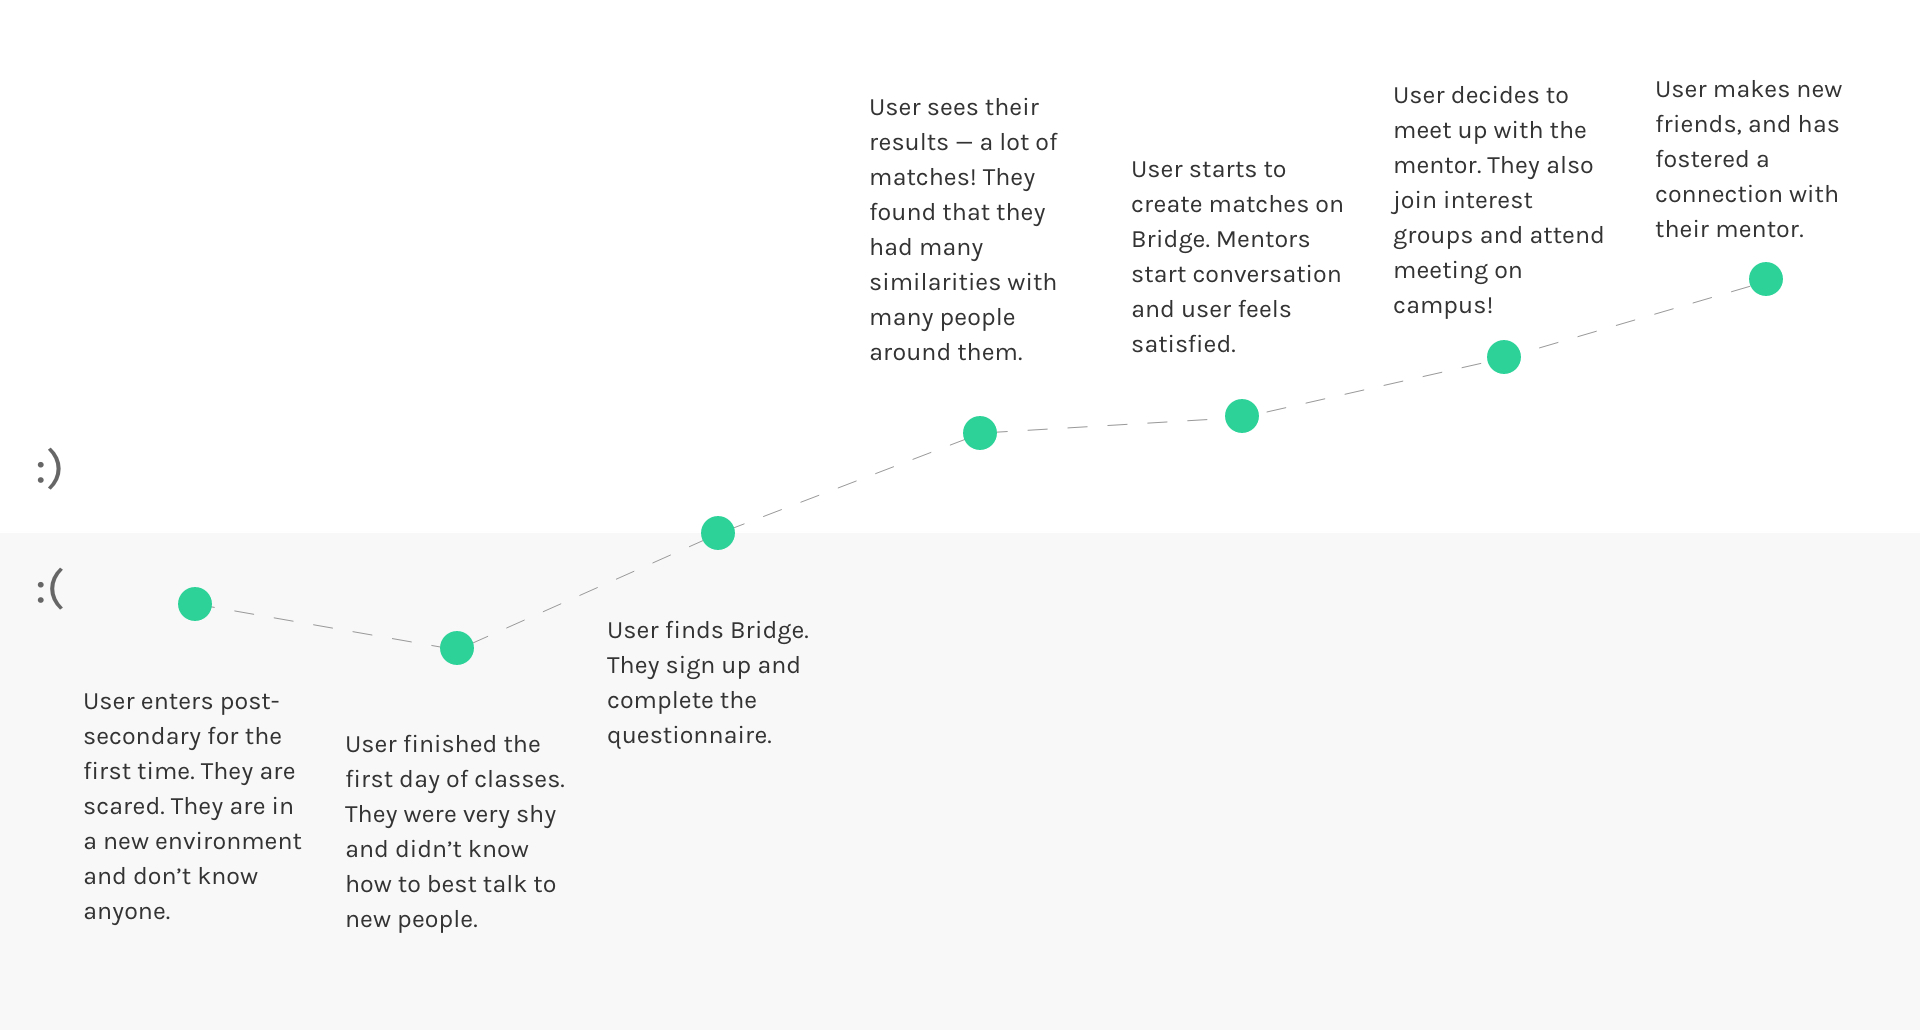 :)
:(
User enters post-
secondary for the
first time. They are
scared. They are in
a new environment
and don’t know
anyone.
User finished the
first day of classes.
They were very shy
and didn’t know
how to best talk to
new people.
User finds Bridge.
They sign up and
complete the
questionnaire.
User sees their
results — a lot of
matches! They
found that they
had many
similarities with
many people
around them.
User starts to
create matches on
Bridge. Mentors
start conversation
and user feels
satisfied.
User decides to
meet up with the
mentor. They also
join interest
groups and attend
meeting on
campus!
User makes new
friends, and has
fostered a
connection with
their mentor.